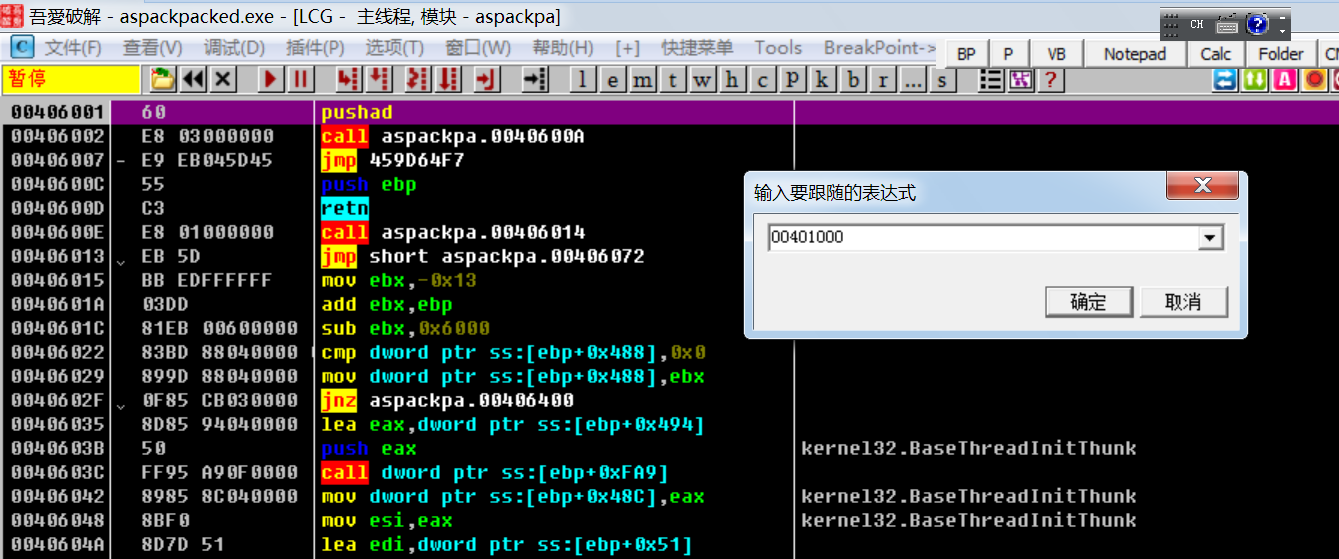 吾爱破解 - aspackpacked.exe - [LCG - 主线程, 模块 - aspackpa]
CH
文件(F) 查看(V) 调试(D) 插件(P) 选项(T) 窗口(W) 帮助(H) [+] 快捷菜单 Tools BreakPoint->
BP P VB Notepad Calc Folder
暂停
l e m t w h c p k b r ... s ? A
00406001 60 pushad
00406002 E8 03000000 call aspackpa.0040600A
00406007 - E9 EB045D45 jmp 459D64F7
0040600C 55 push ebp
0040600D C3 retn
0040600E E8 01000000 call aspackpa.00406014
00406013 EB 5D jmp short aspackpa.00406072
00406015 BB EDFFFFFF mov ebx,-0x13
0040601A 03DD add ebx,ebp
0040601C 81EB 00600000 sub ebx,0x6000
00406022 83BD 88040000 cmp dword ptr ss:[ebp+0x488],0x0
00406029 899D 88040000 mov dword ptr ss:[ebp+0x488],ebx
0040602F 0F85 CB030000 jnz aspackpa.00406400
00406035 8D85 94040000 lea eax,dword ptr ss:[ebp+0x494]
0040603B 50 push eax kernel32.BaseThreadInitThunk
0040603C FF95 A90F0000 call dword ptr ss:[ebp+0xFA9]
00406042 8985 8C040000 mov dword ptr ss:[ebp+0x48C],eax kernel32.BaseThreadInitThunk
00406048 8BF0 mov esi,eax kernel32.BaseThreadInitThunk
0040604A 8D7D 51 lea edi,dword ptr ss:[ebp+0x51]
输入要跟随的表达式
00401000
确定 取消